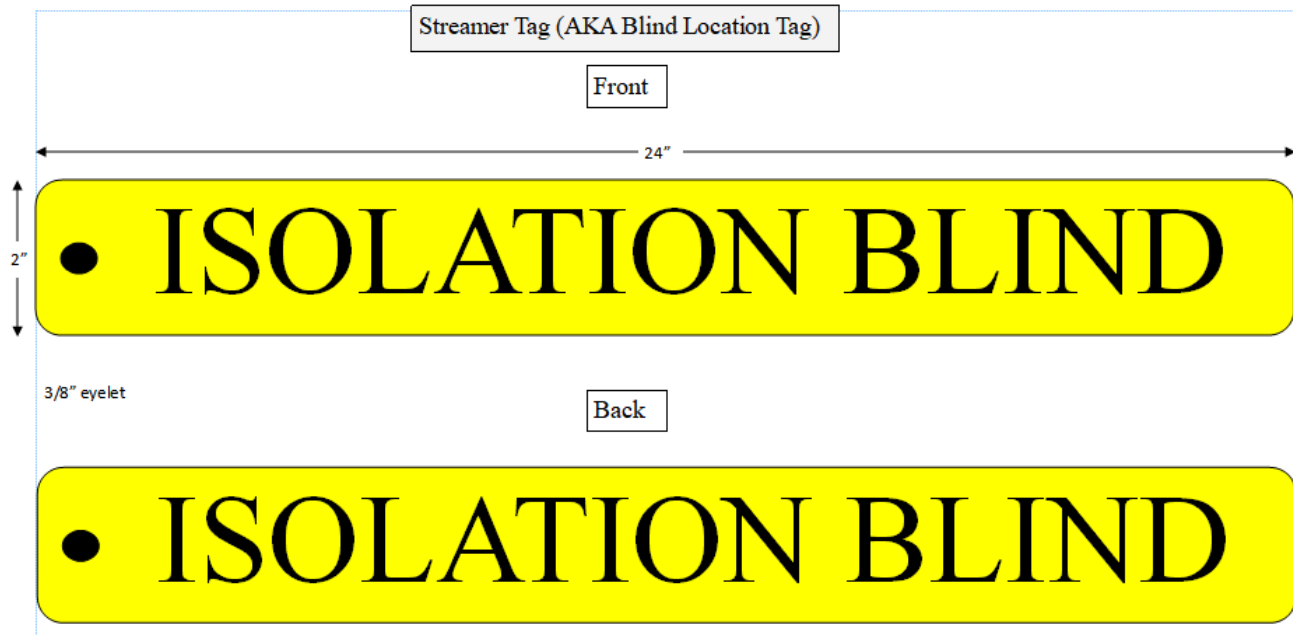 Streamer Tag (AKA Blind Location Tag)
Front
24”
2”
ISOLATION BLIND
3/8” eyelet
Back
ISOLATION BLIND